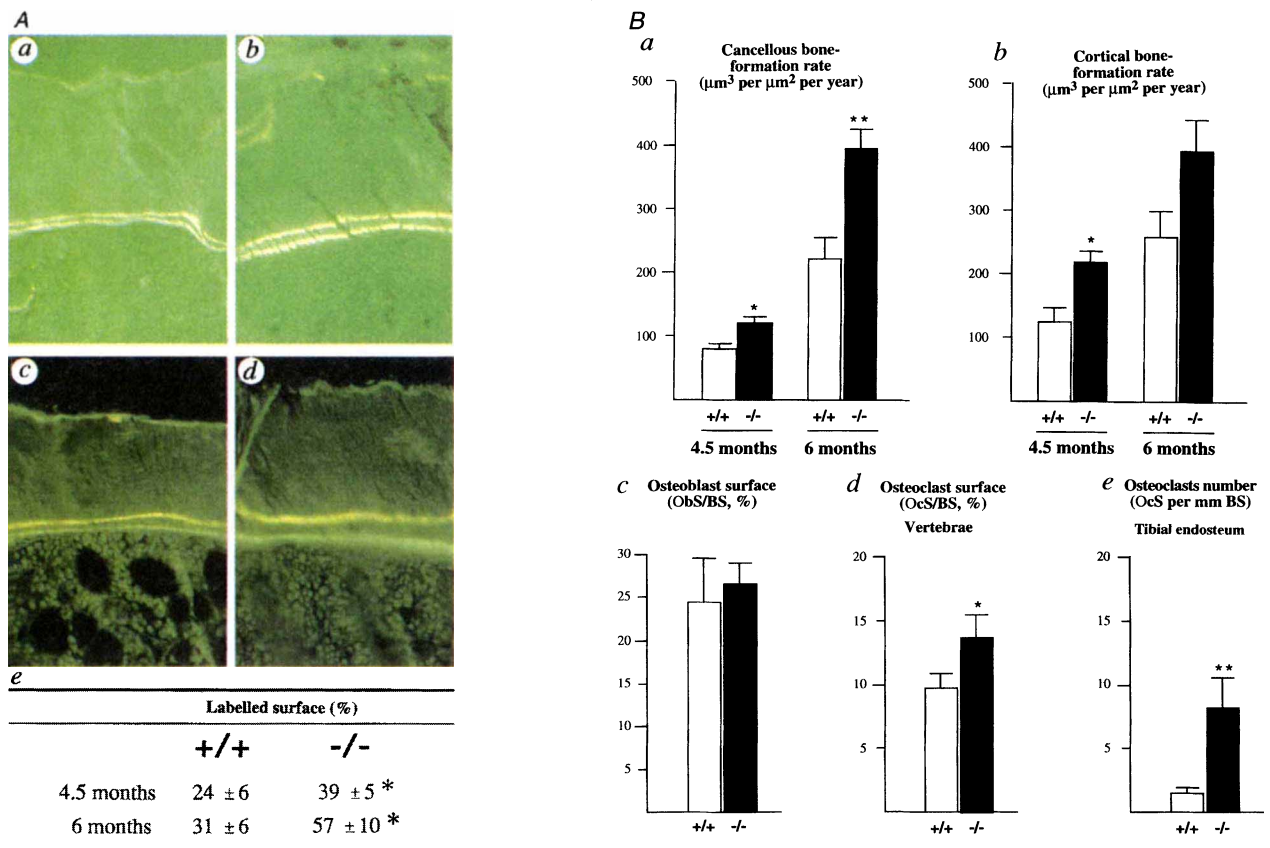 A
a
b
c
d
e
Labelled surface (%)
+/+ -/-
4.5 months 24 ±6 39 ±5 *
6 months 31 ±6 57 ±10 *
B
a
Cancellous bone-
formation rate
(µm3 per µm2 per year)
500
400
300
200
100
*
**
+/+ -/- +/+ -/-
4.5 months 6 months
b
Cortical bone-
formation rate
(µm3 per µm2 per year)
500
400
300
200
100
*
+/+ -/- +/+ -/-
4.5 months 6 months
c Osteoblast surface
(ObS/BS, %)
30
25
20
15
10
5
+/+ -/-
d Osteoclast surface
(OcS/BS, %)
Vertebrae
20
15
10
5
*
+/+ -/-
e Osteoclasts number
(OcS per mm BS)
Tibial endosteum
20
15
10
5
**
+/+ -/-